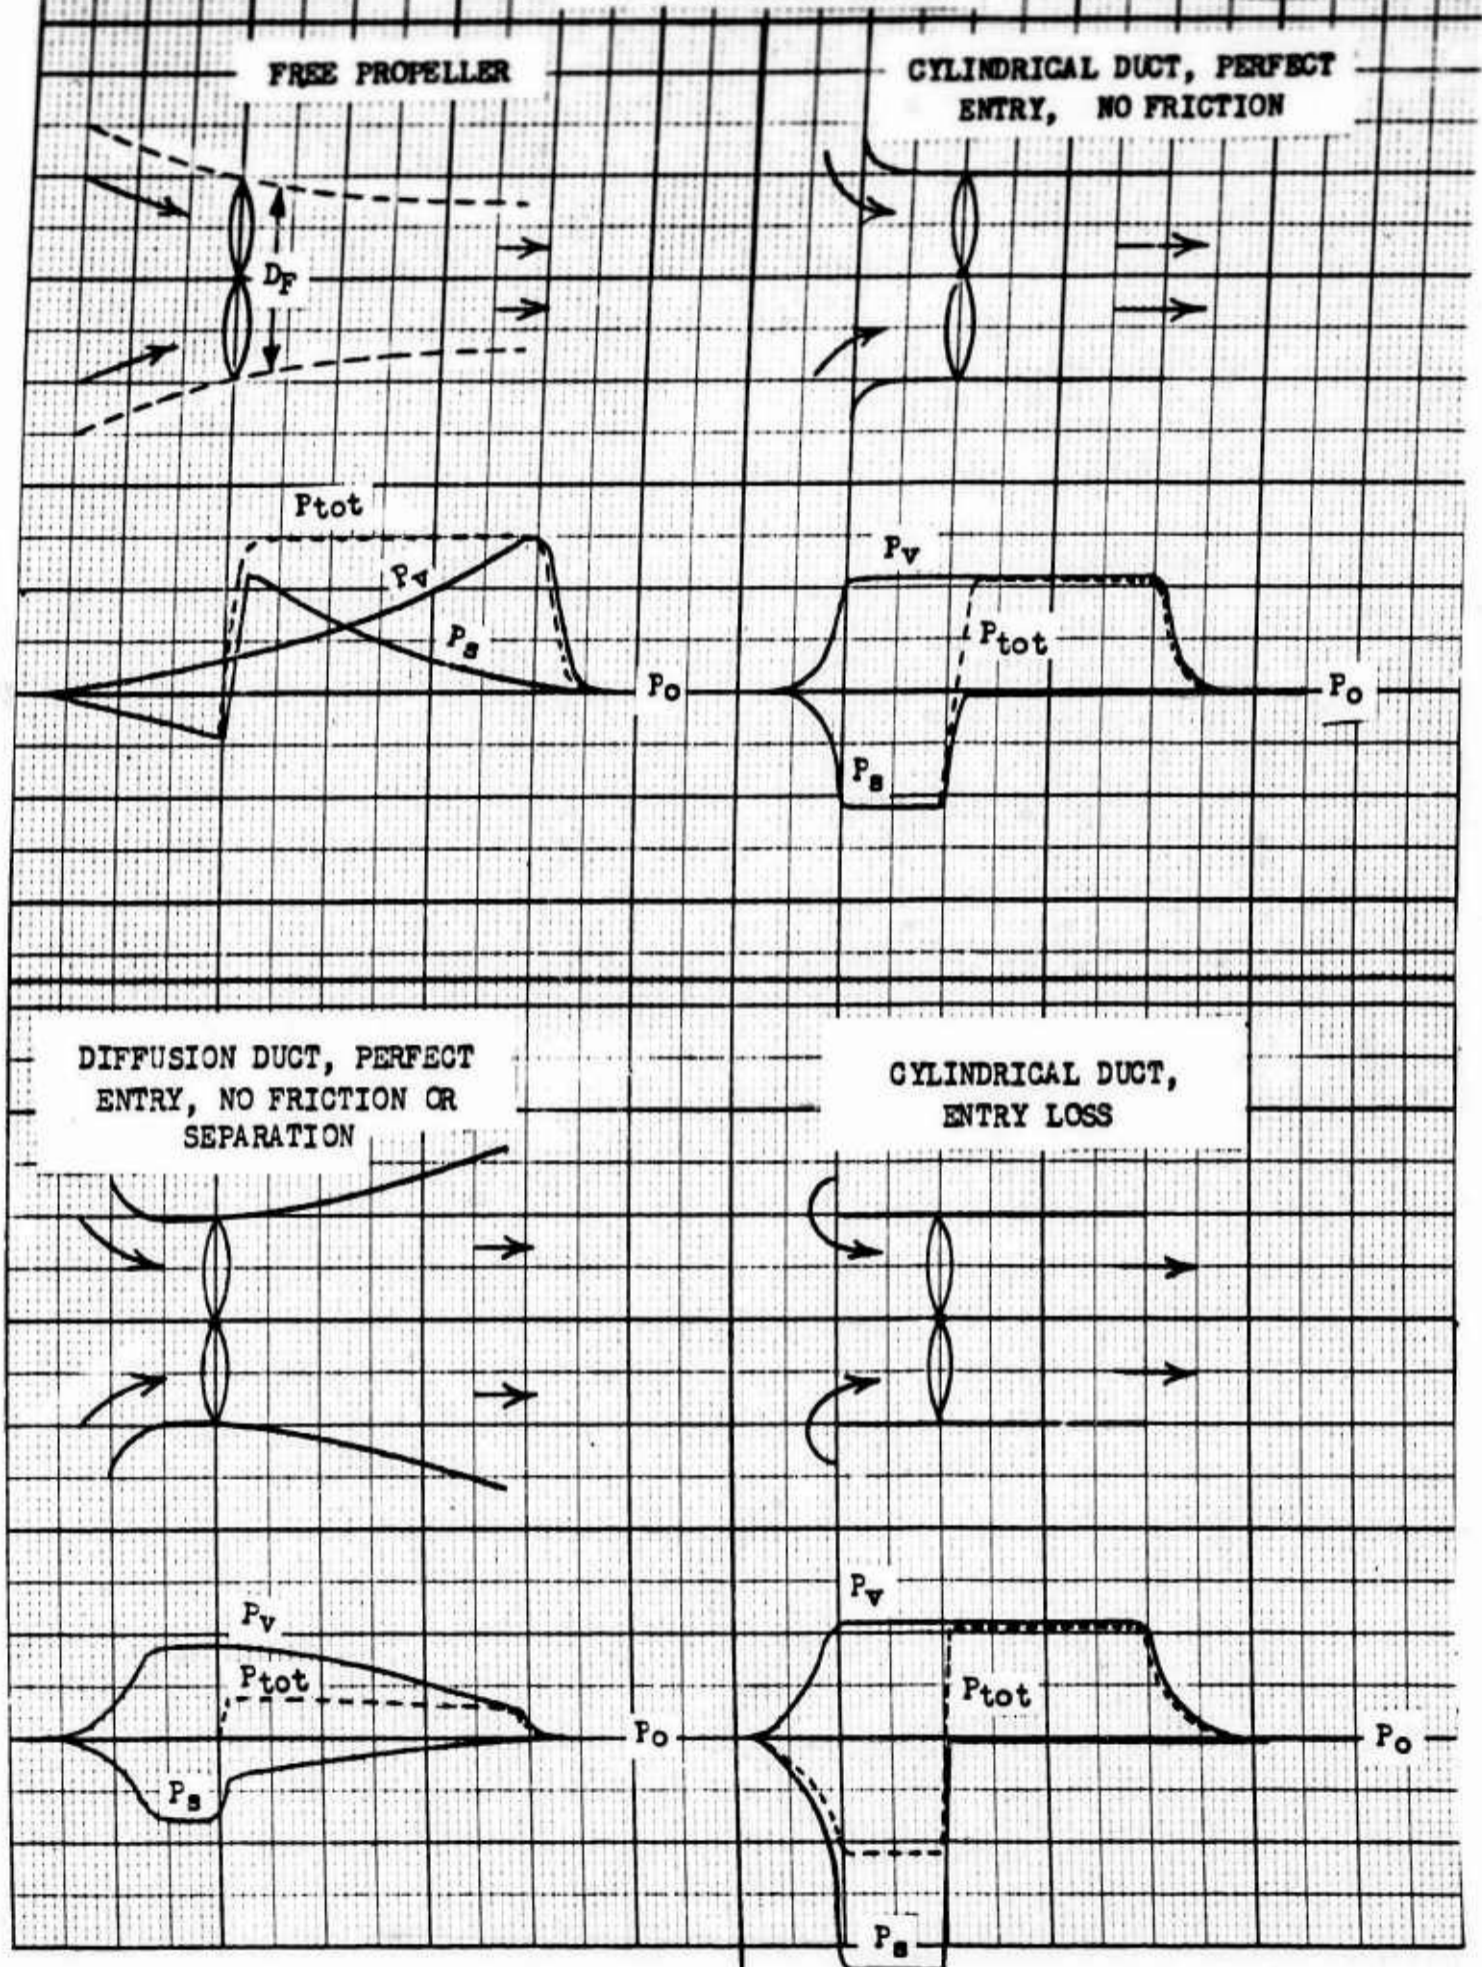 FREE PROPELLER
CYLINDRICAL DUCT, PERFECT
ENTRY, NO FRICTION
DF
Ptot
Pv
Ps
Po
Pv
Ptot
Ps
Po
DIFFUSION DUCT, PERFECT
ENTRY, NO FRICTION OR
SEPARATION
CYLINDRICAL DUCT,
ENTRY LOSS
Pv
Ptot
Ps
Po
Pv
Ptot
Ps
Po